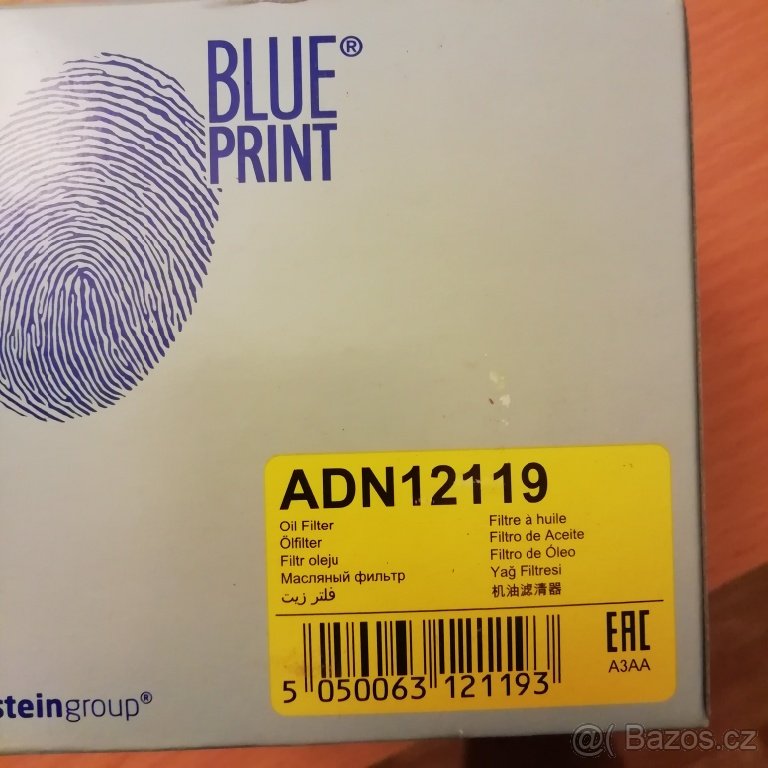 BLUE®
PRINT
ADN12119
Oil Filter
Ölfilter
Filtr oleju
Масляный фильтр
فلتر زيت
Filtre à huile
Filtro de Aceite
Filtro de Óleo
Yağ Filtresi
机油滤清器
EAC
A3AA
5 050063 121193
steingroup®
@( Bazos.cz